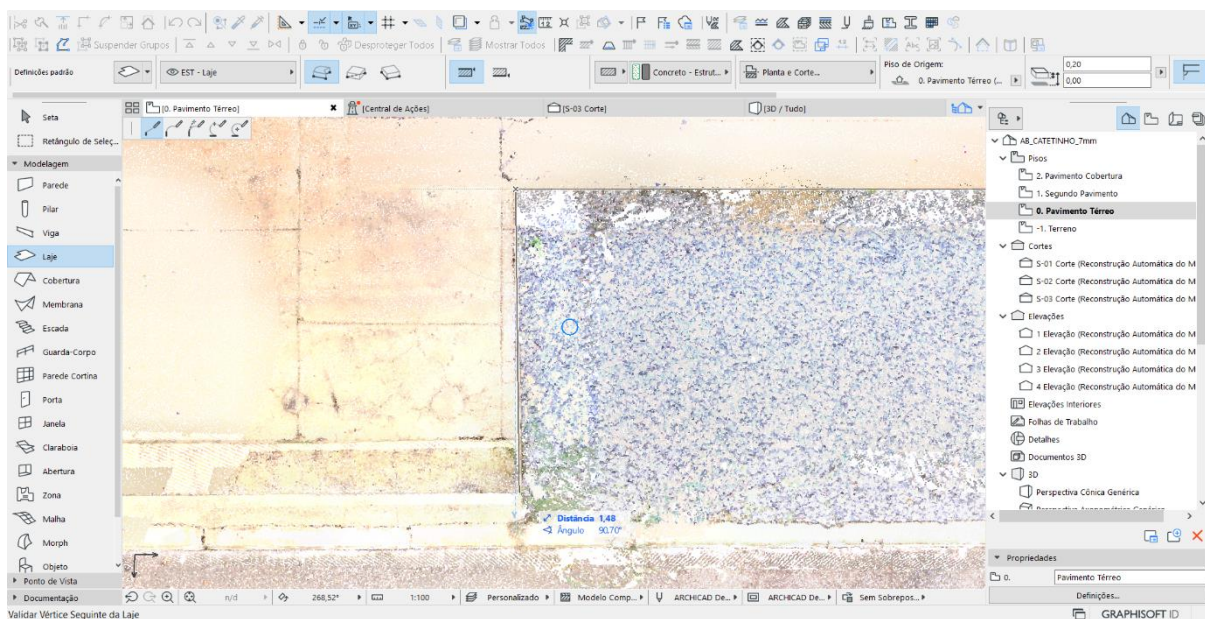 Suspender Grupos
Desproteger Todos
Mostrar Todos
Definições padrão
EST - Laje
Concreto - Estrut...
Planta e Corte...
Piso de Origem:
0. Pavimento Térreo (...
0,20
0,00
Seta
Retângulo de Seleç...
Modelagem
Parede
Pilar
Viga
Laje
Cobertura
Membrana
Escada
Guarda-Corpo
Parede Cortina
Porta
Janela
Claraboia
Abertura
Zona
Malha
Morph
Objeto
Ponto de Vista
Documentação
[0. Pavimento Térreo]
[Central de Ações]
[S-03 Corte]
[3D / Tudo]
Distância 1,48
Ângulo 90,70°
AB_CATETINHO_7mm
Pisos
2. Pavimento Cobertura
1. Segundo Pavimento
0. Pavimento Térreo
-1. Terreno
Cortes
S-01 Corte (Reconstrução Automática do M
S-02 Corte (Reconstrução Automática do M
S-03 Corte (Reconstrução Automática do M
Elevações
1 Elevação (Reconstrução Automática do M
2 Elevação (Reconstrução Automática do M
3 Elevação (Reconstrução Automática do M
4 Elevação (Reconstrução Automática do M
Elevações Interiores
Folhas de Trabalho
Detalhes
Documentos 3D
3D
Perspectiva Cônica Genérica
Propriedades
0.
Pavimento Térreo
Definições...
n/d
268,52°
1:100
Personalizado
Modelo Comp...
ARCHICAD De...
ARCHICAD De...
Sem Sobrepos...
Validar Vértice Seguinte da Laje
GRAPHISOFT ID